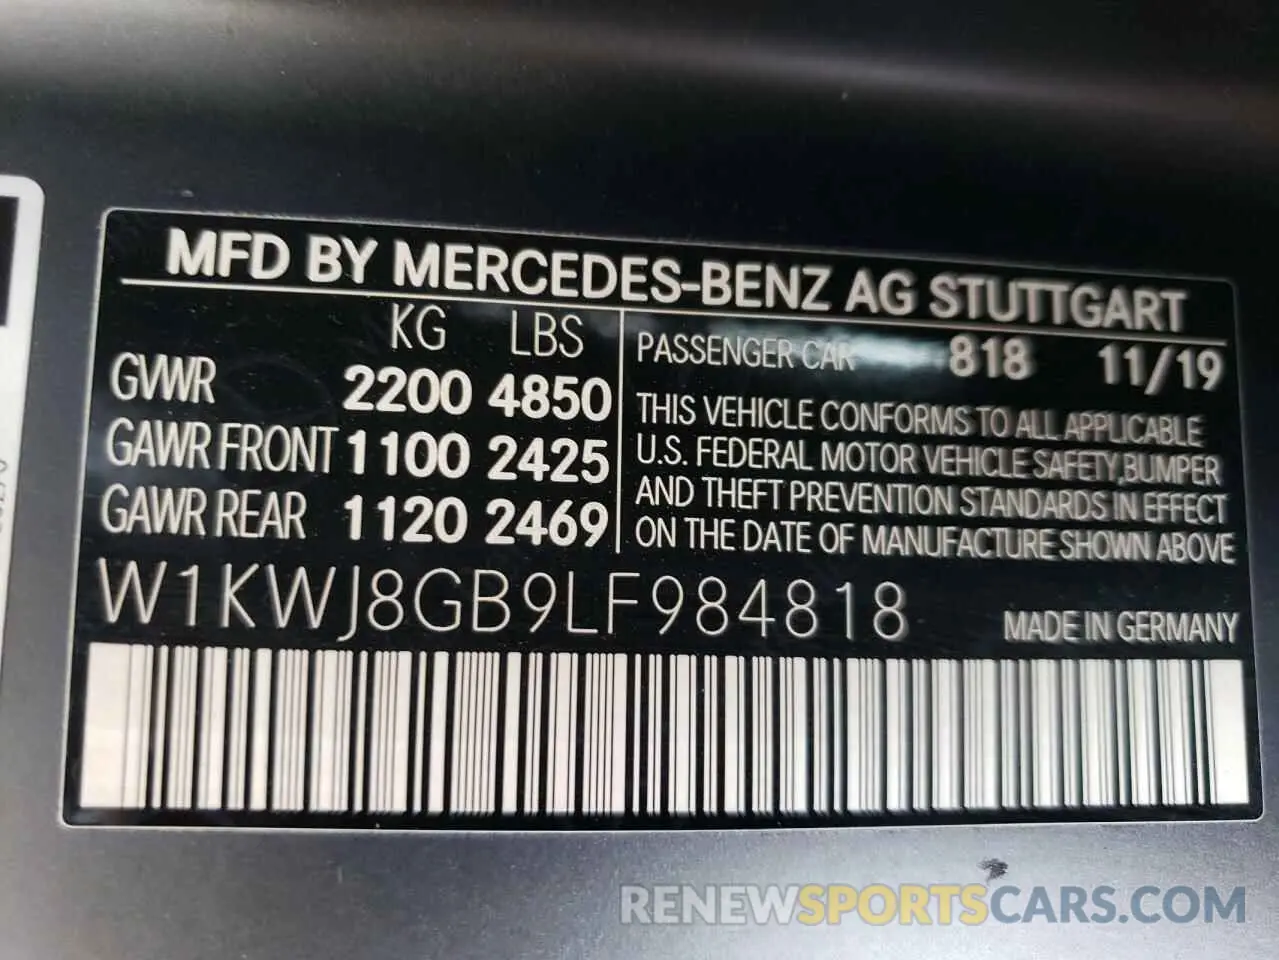 MFD BY MERCEDES-BENZ AG STUTTGART
KG LBS
GVWR 2200 4850
GAWR FRONT 1100 2425
GAWR REAR 1120 2469
PASSENGER CAR 818 11/19
THIS VEHICLE CONFORMS TO ALL APPLICABLE
U.S. FEDERAL MOTOR VEHICLE SAFETY, BUMPER
AND THEFT PREVENTION STANDARDS IN EFFECT
ON THE DATE OF MANUFACTURE SHOWN ABOVE
W1KWJ8GB9LF984818
MADE IN GERMANY
RENEWSPORTSCARS.COM